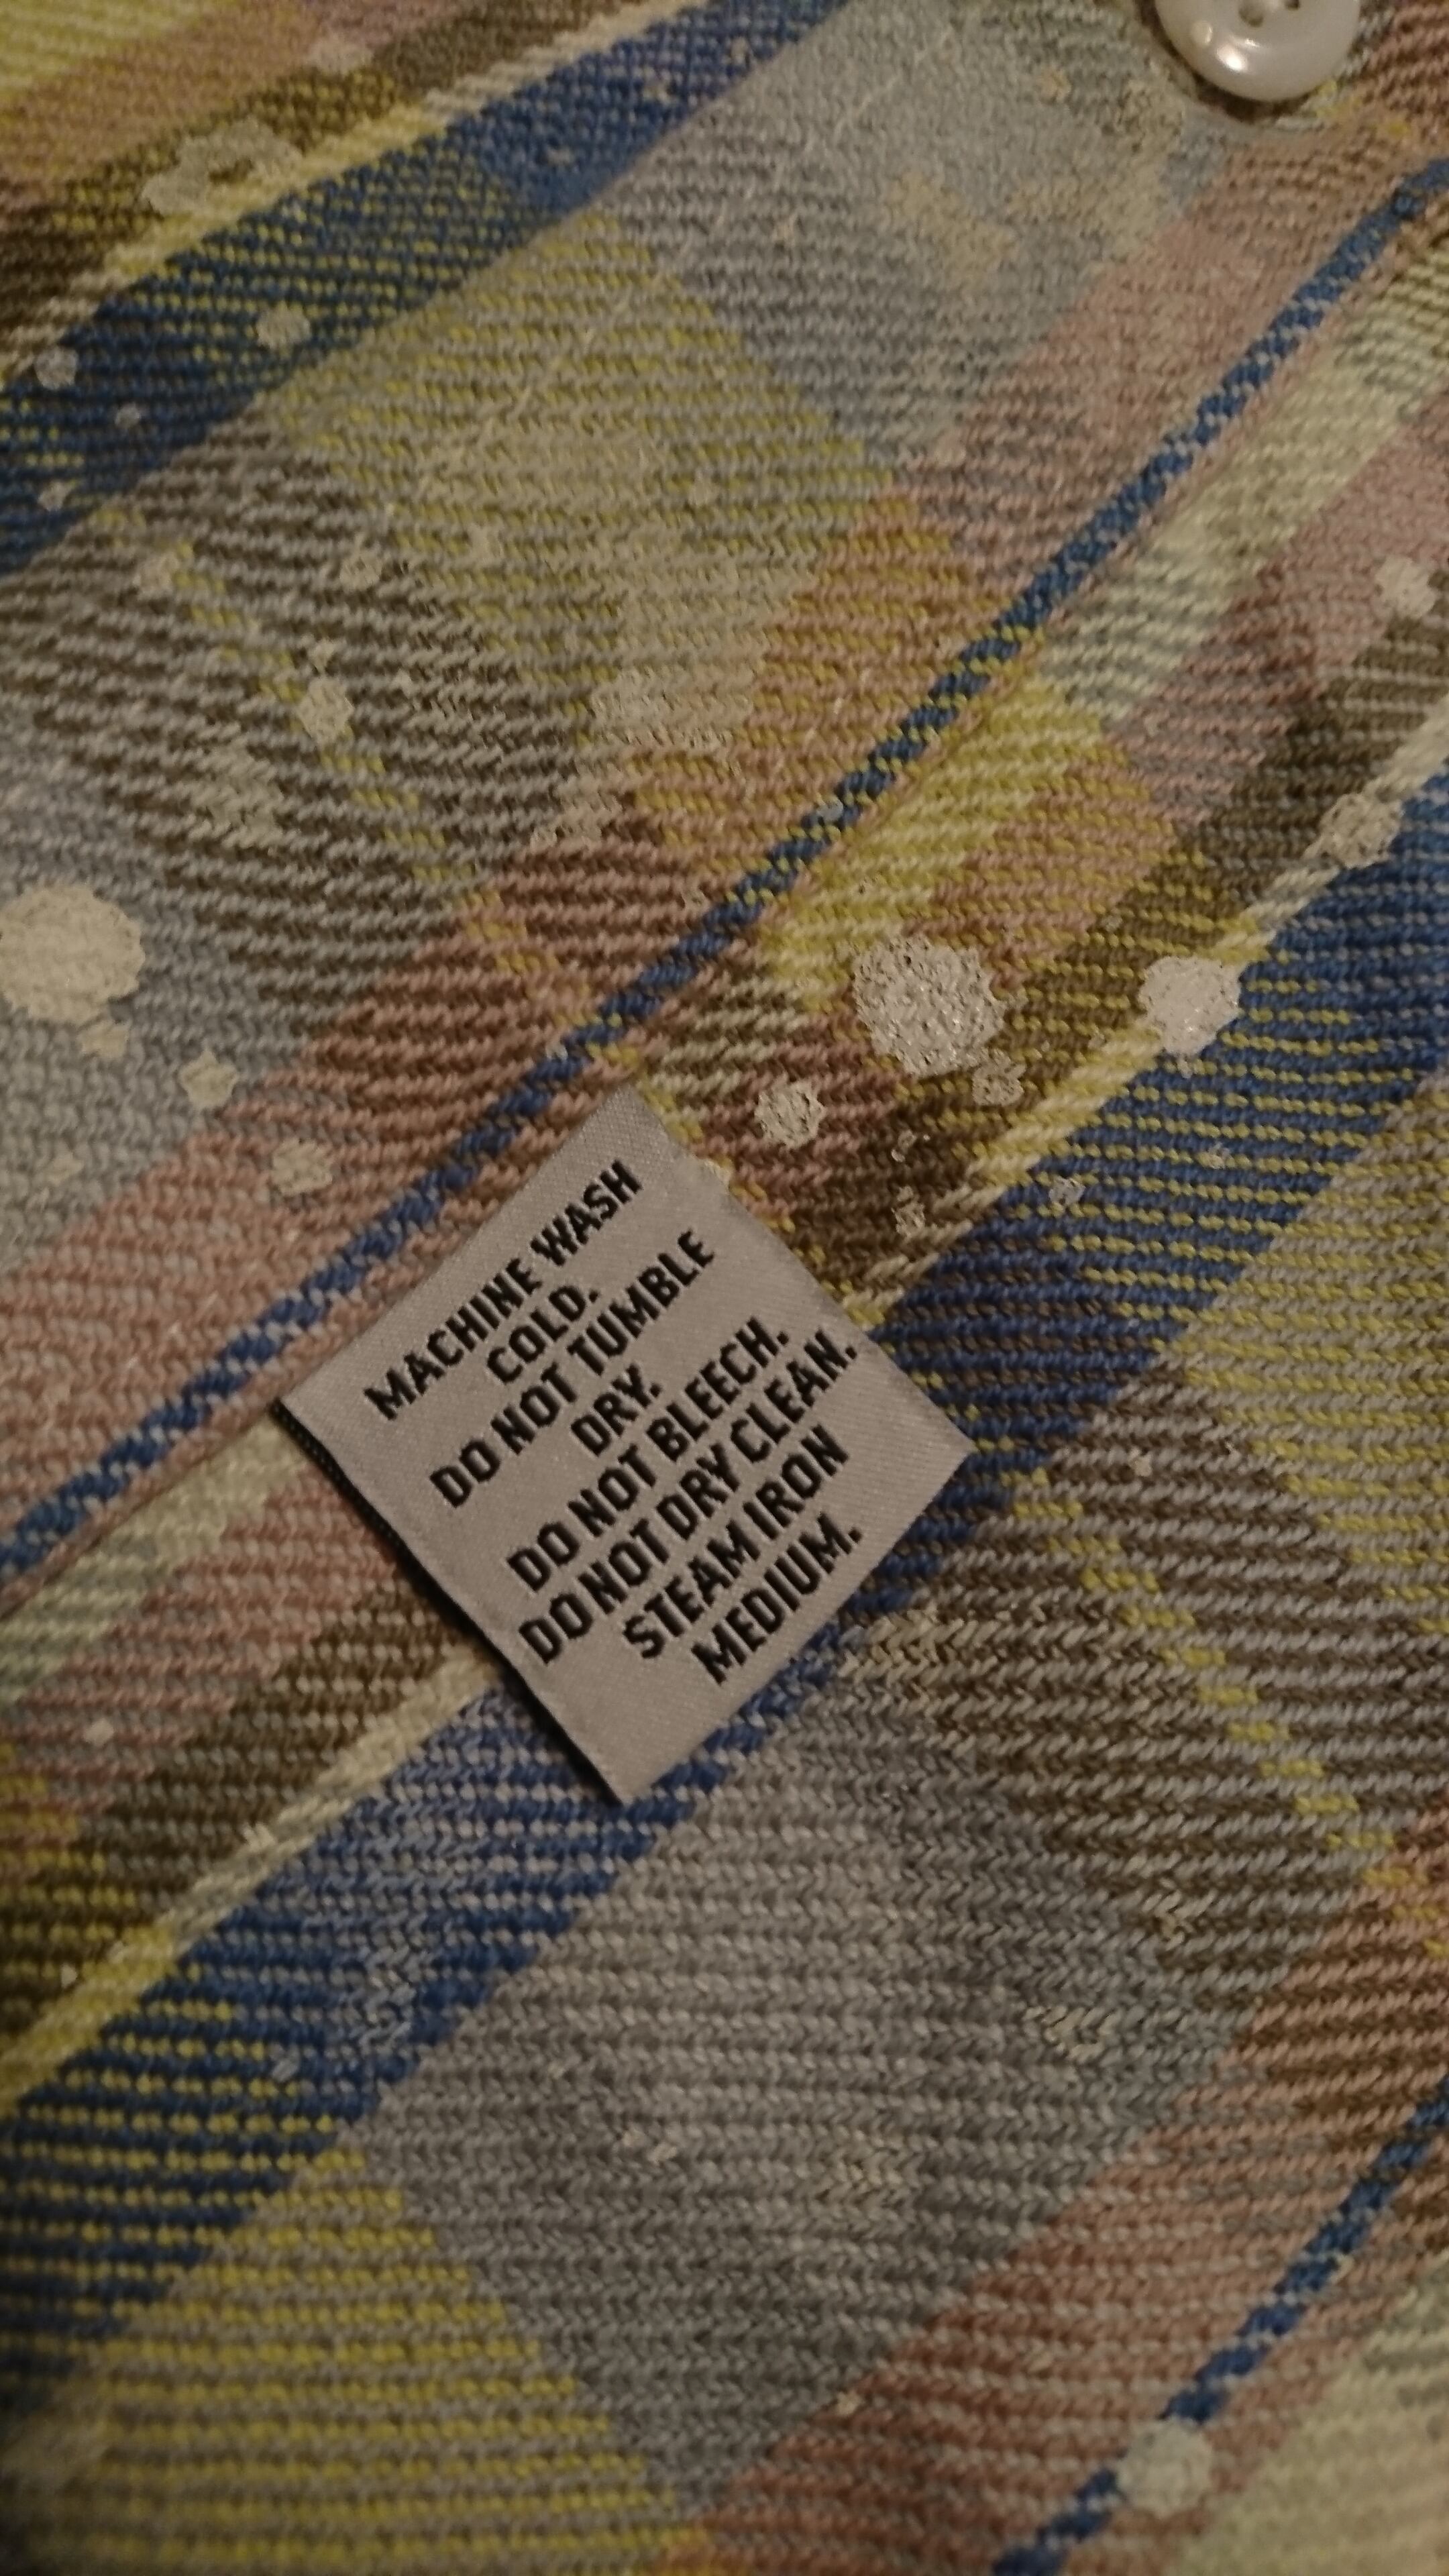 MACHINE WASH
COLD.
DO NOT TUMBLE
DRY.
DO NOT BLEECH.
DO NOT DRY CLEAN.
STEAM IRON
MEDIUM.